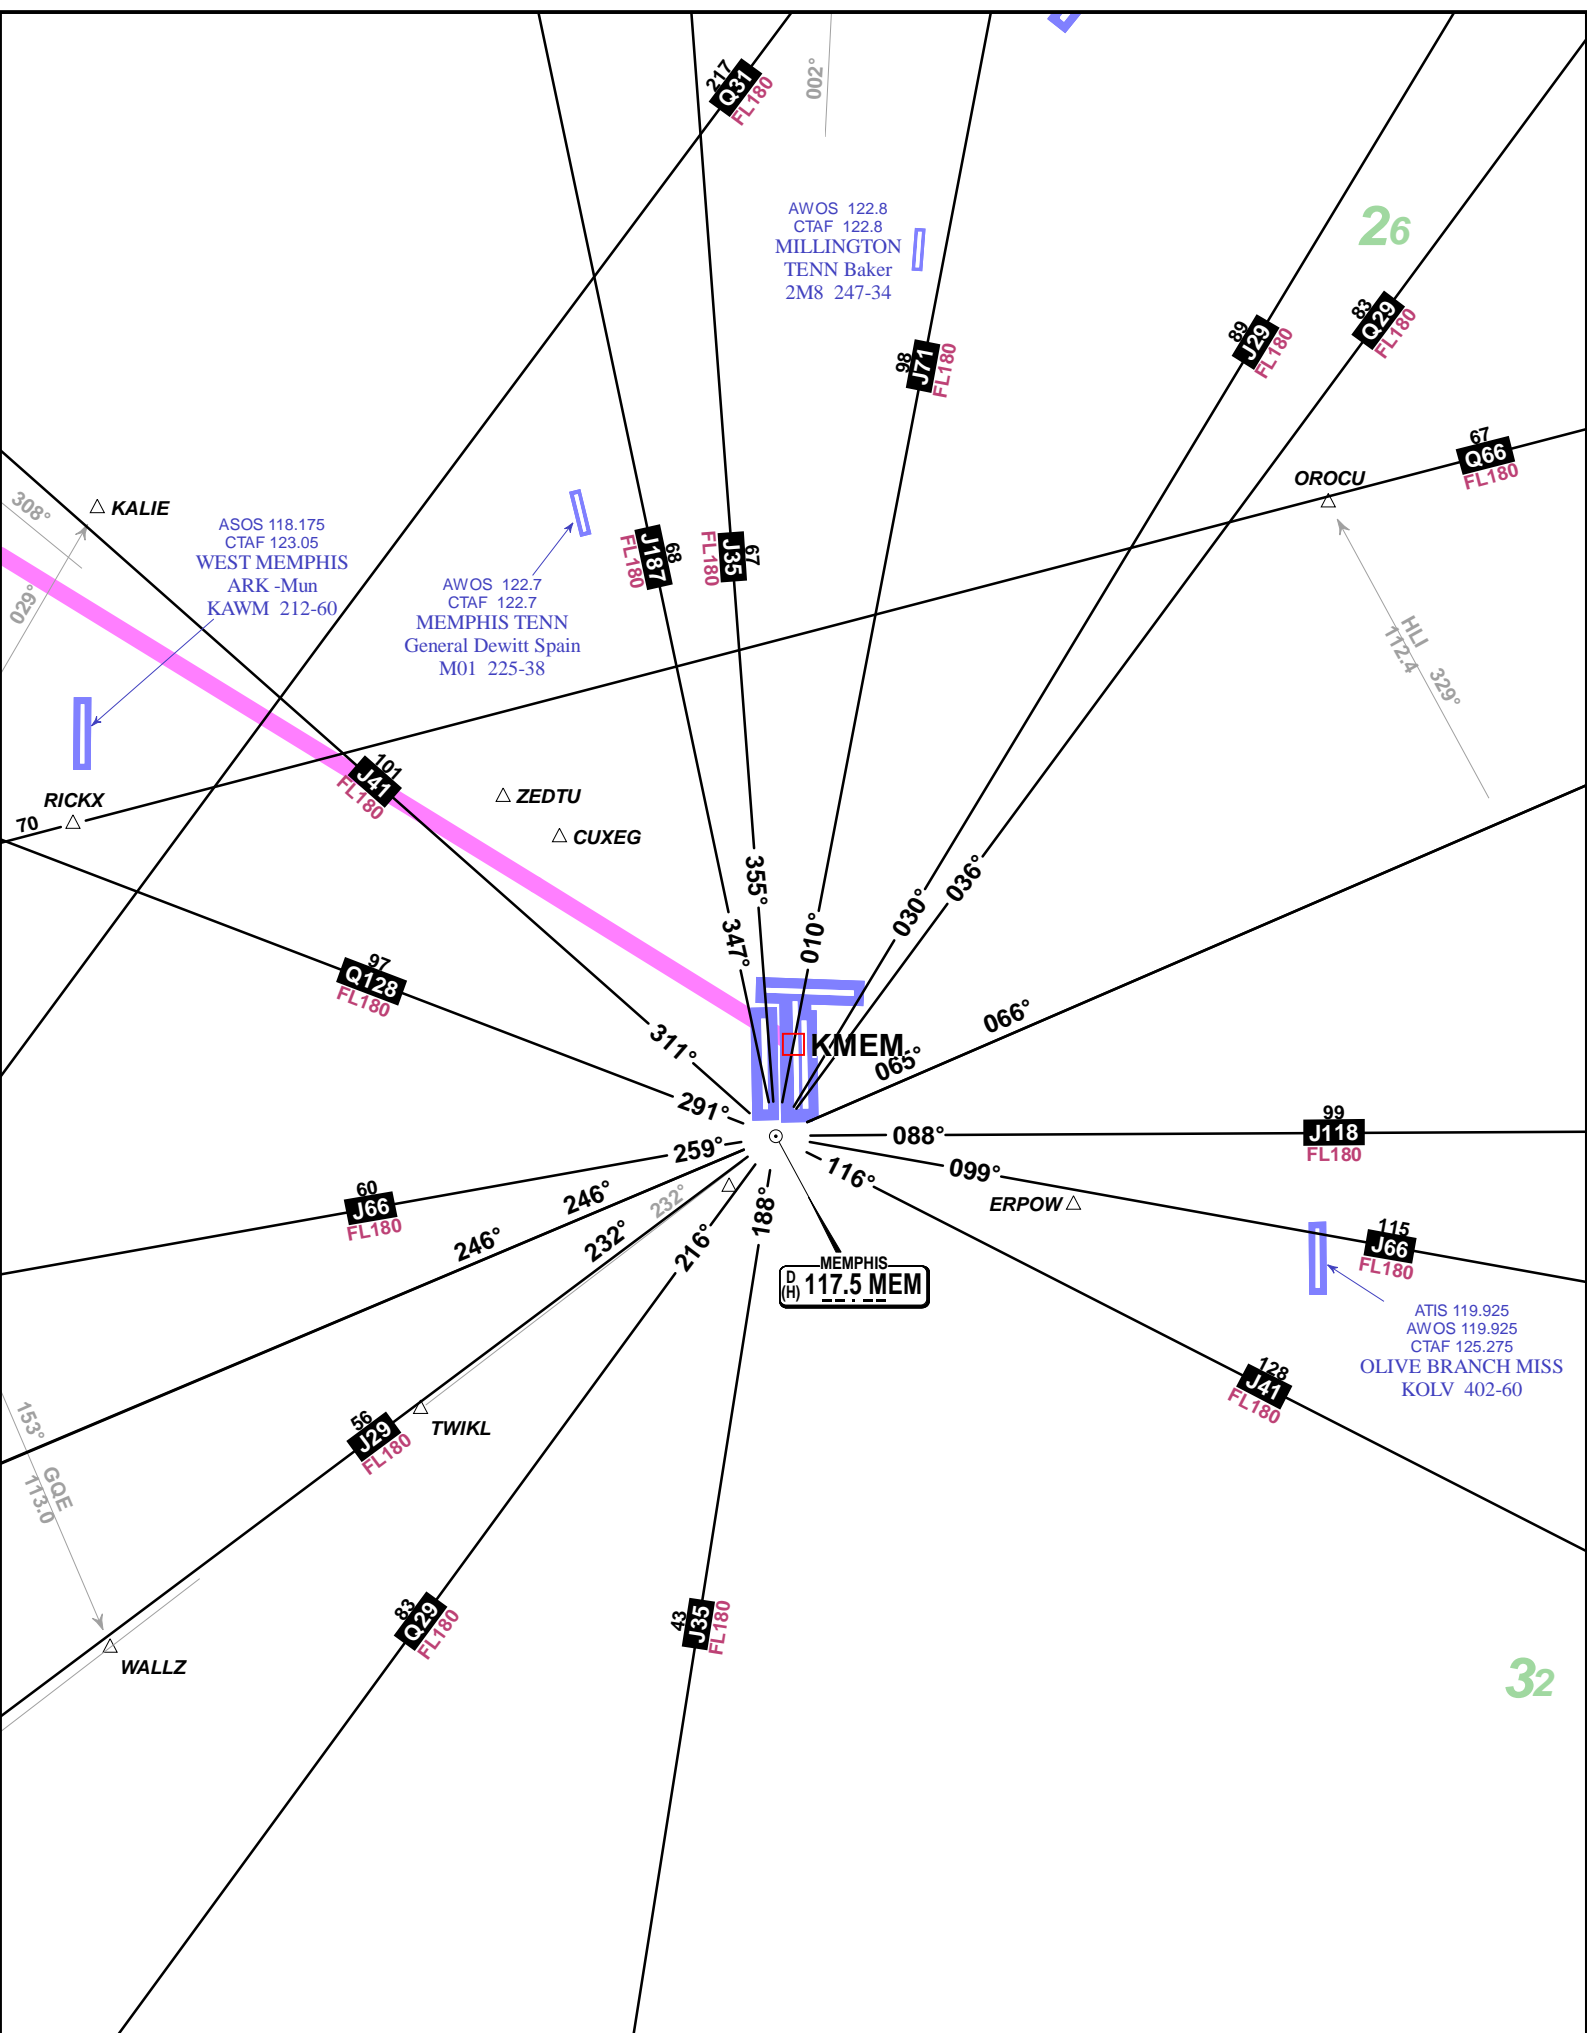 217
Q31
FL180
002°
AWOS 122.8
CTAF 122.8
MILLINGTON
TENN Baker
2M8 247-34
26
98
J71
FL180
89
J29
FL180
83
Q29
FL180
67
Q66
FL180
OROCU
KALIE
308°
029°
ASOS 118.175
CTAF 123.05
WEST MEMPHIS
ARK -Mun
KAWM 212-60
AWOS 122.7
CTAF 122.7
MEMPHIS TENN
General Dewitt Spain
M01 225-38
68
J187
FL180
67
J35
FL180
HLI
112.4
329°
RICKX
70
101
J41
FL180
ZEDTU
CUXEG
355°
347°
010°
030°
036°
97
Q128
FL180
311°
291°
KMEM
066°
065°
259°
246°
246°
232°
232°
216°
188°
088°
099°
116°
99
J118
FL180
60
J66
FL180
ERPOW
115
J66
FL180
MEMPHIS
D
(H) 117.5 MEM
ATIS 119.925
AWOS 119.925
CTAF 125.275
OLIVE BRANCH MISS
KOLV 402-60
128
J41
FL180
153°
GQE
113.0
56
J29
FL180
TWIKL
WALLZ
83
Q29
FL180
43
J35
FL180
32